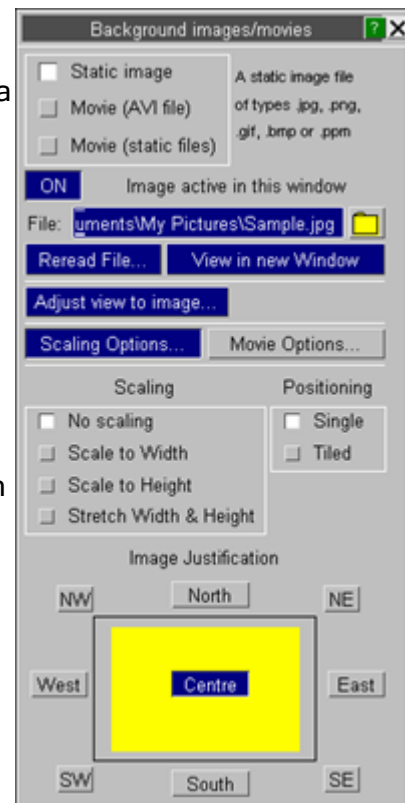 Background images/movies ? X
Static image
A static image file
a
Movie (AVI file)
of types .jpg, .png,
Movie (static files)
.gif, .bmp or .ppm
ON Image active in this window
File: uments\My Pictures\Sample.jpg
Reread File... View in new Window
Adjust view to image...
Scaling Options... Movie Options...
Scaling Positioning
No scaling Single
Scale to Width Tiled
n
Scale to Height
Stretch Width & Height
Image Justification
NW North NE
West Centre East
SW South SE